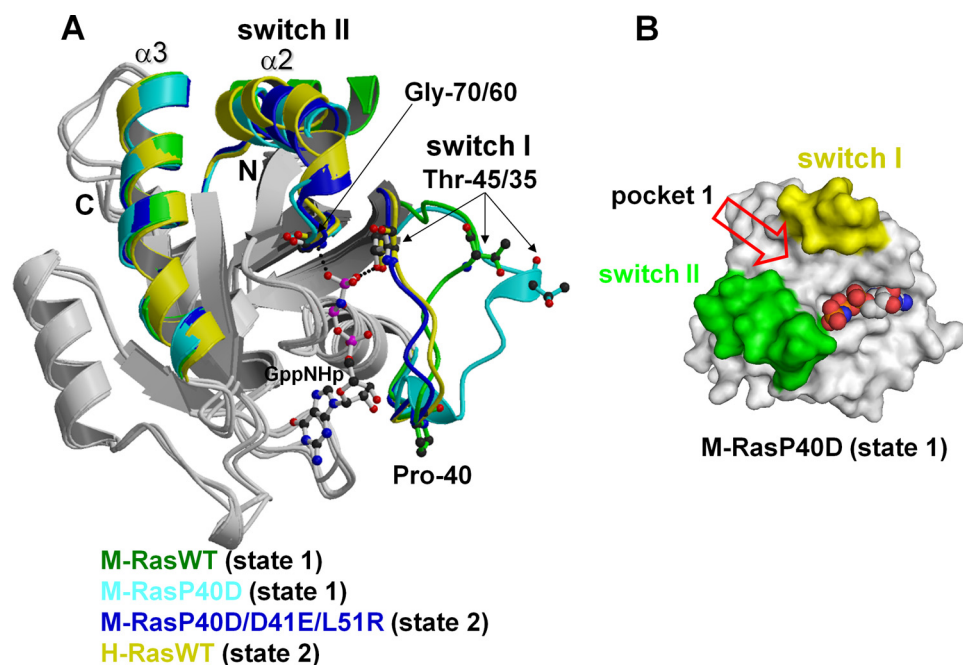 A
switch II
α3
α2
Gly-70/60
N
switch I
Thr-45/35
C
GppNHp
Pro-40
M-RasWT (state 1)
M-RasP40D (state 1)
M-RasP40D/D41E/L51R (state 2)
H-RasWT (state 2)
B
switch I
pocket 1
switch II
M-RasP40D (state 1)